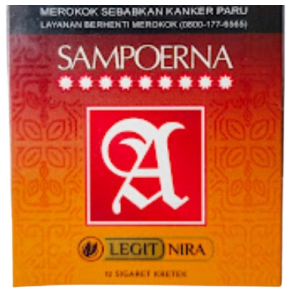 MEROKOK SEBABKAN KANKER PARU
LAYANAN BERHENTI MEROKOK (0800-177-6565)
SAMPOERNA
A
LEGIT NIRA
12 SIGARET KRETEK